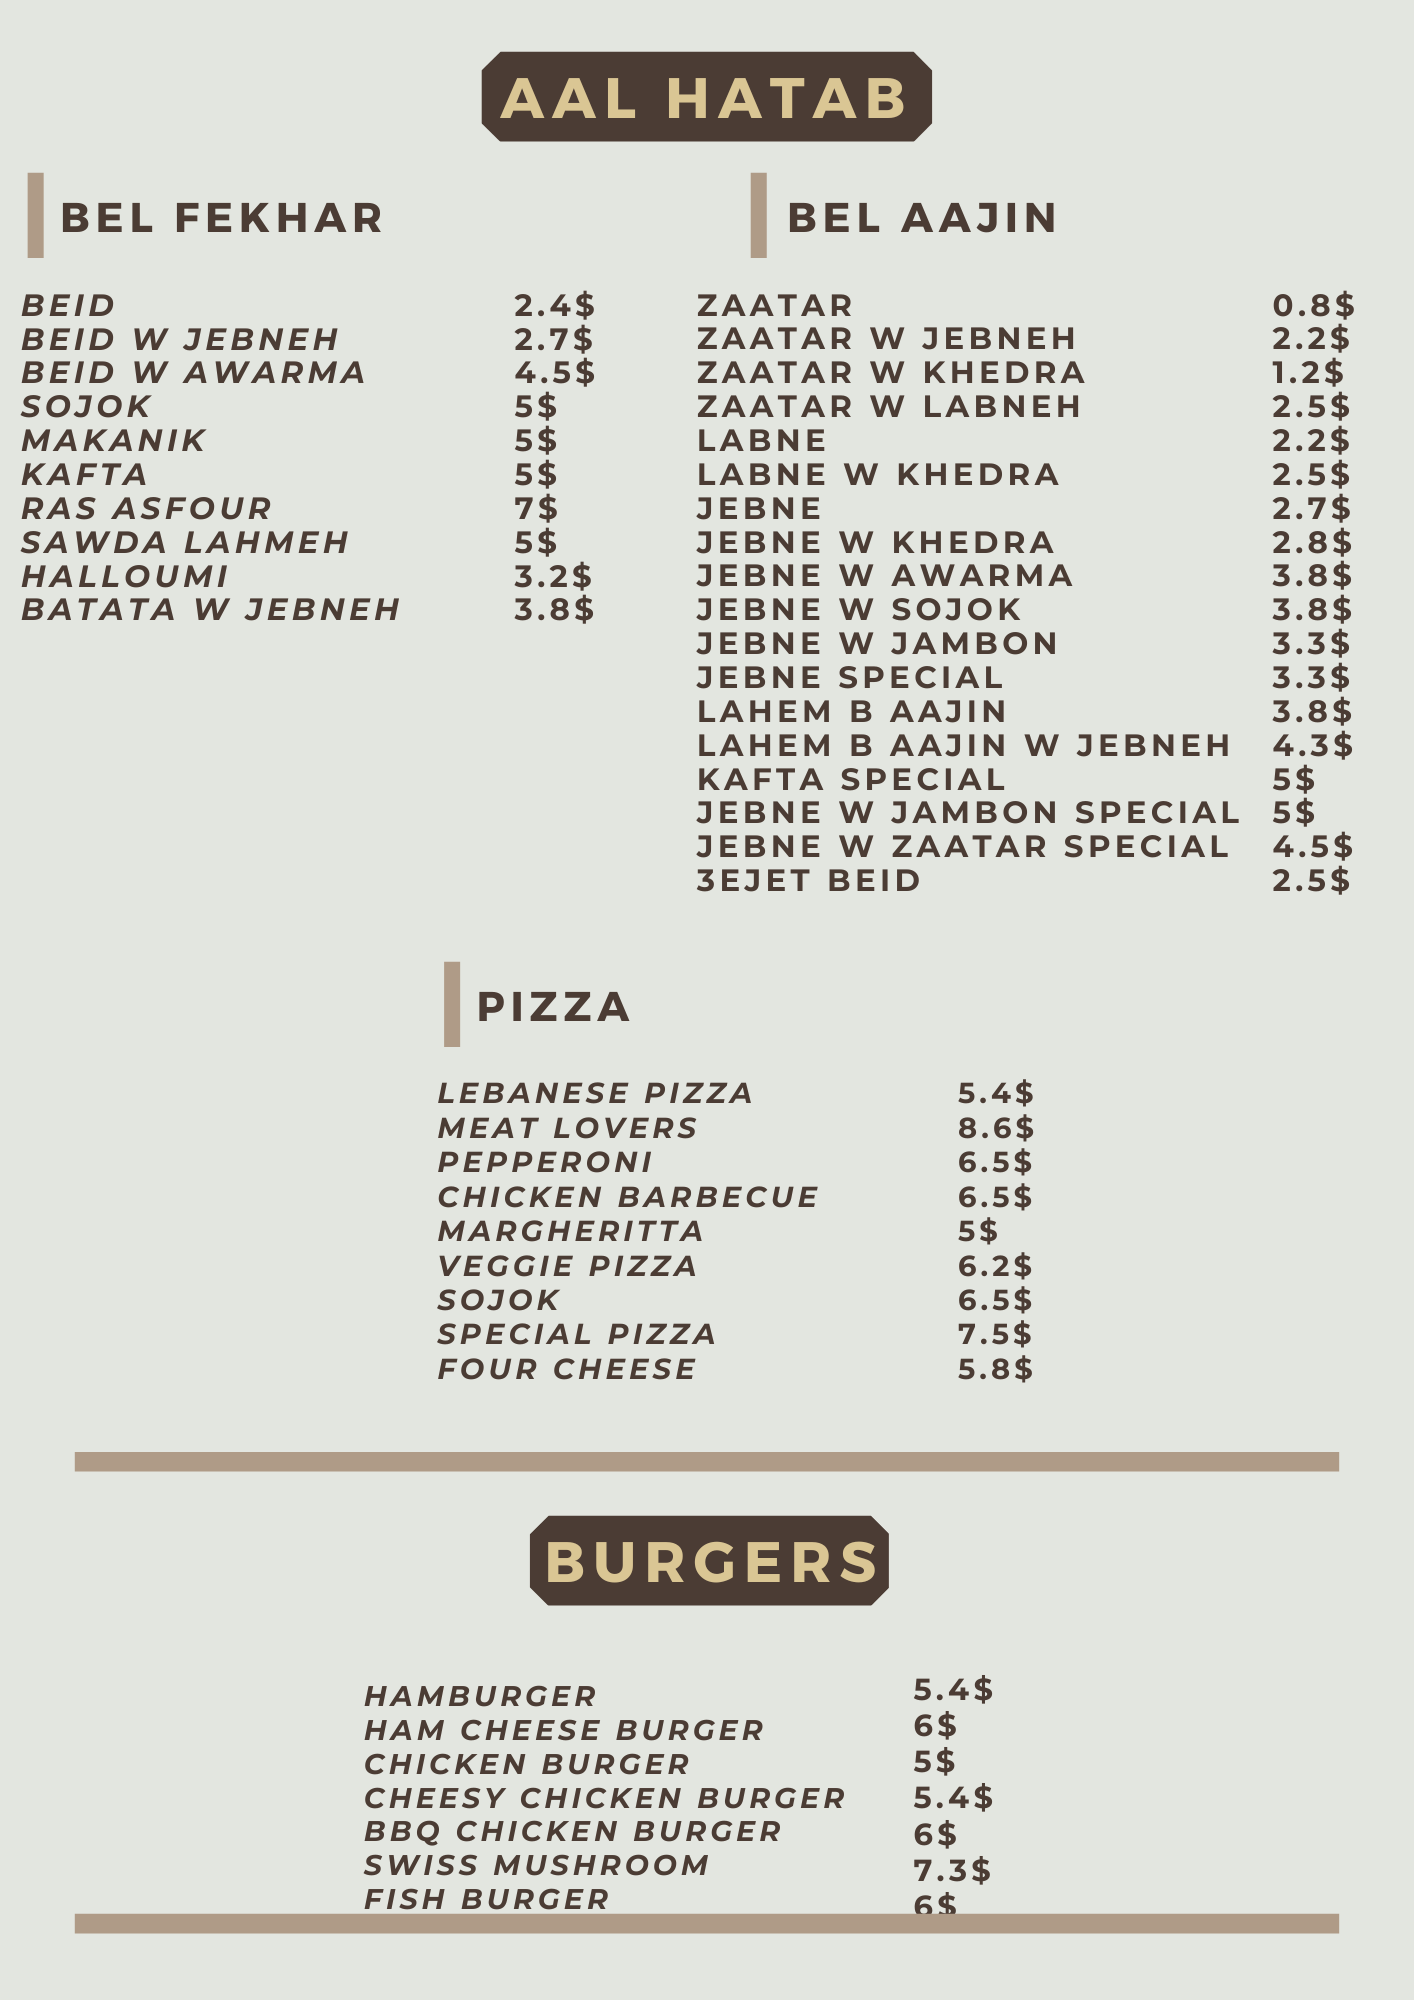 AAL HATAB
BEL FEKHAR
BEID 2.4$
BEID W JEBNEH 2.7$
BEID W AWARMA 4.5$
SOJOK 5$
MAKANIK 5$
KAFTA 5$
RAS ASFOUR 7$
SAWDA LAHMEH 5$
HALLOUMI 3.2$
BATATA W JEBNEH 3.8$
BEL AAJIN
ZAATAR 0.8$
ZAATAR W JEBNEH 2.2$
ZAATAR W KHEDRA 1.2$
ZAATAR W LABNEH 2.5$
LABNE 2.2$
LABNE W KHEDRA 2.5$
JEBNE 2.7$
JEBNE W KHEDRA 2.8$
JEBNE W AWARMA 3.8$
JEBNE W SOJOK 3.8$
JEBNE W JAMBON 3.3$
JEBNE SPECIAL 3.3$
LAHEM B AAJIN 3.8$
LAHEM B AAJIN W JEBNEH 4.3$
KAFTA SPECIAL 5$
JEBNE W JAMBON SPECIAL 5$
JEBNE W ZAATAR SPECIAL 4.5$
3EJET BEID 2.5$
PIZZA
LEBANESE PIZZA 5.4$
MEAT LOVERS 8.6$
PEPPERONI 6.5$
CHICKEN BARBECUE 6.5$
MARGHERITTA 5$
VEGGIE PIZZA 6.2$
SOJOK 6.5$
SPECIAL PIZZA 7.5$
FOUR CHEESE 5.8$
BURGERS
HAMBURGER 5.4$
HAM CHEESE BURGER 6$
CHICKEN BURGER 5$
CHEESY CHICKEN BURGER 5.4$
BBQ CHICKEN BURGER 6$
SWISS MUSHROOM 7.3$
FISH BURGER 6$